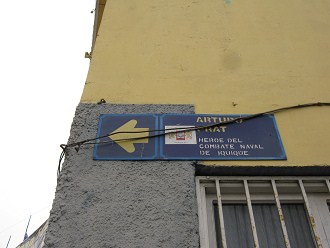 ARTURO
PRAT
HEROE DEL
COMBATE NAVAL
DE IQUIQUE